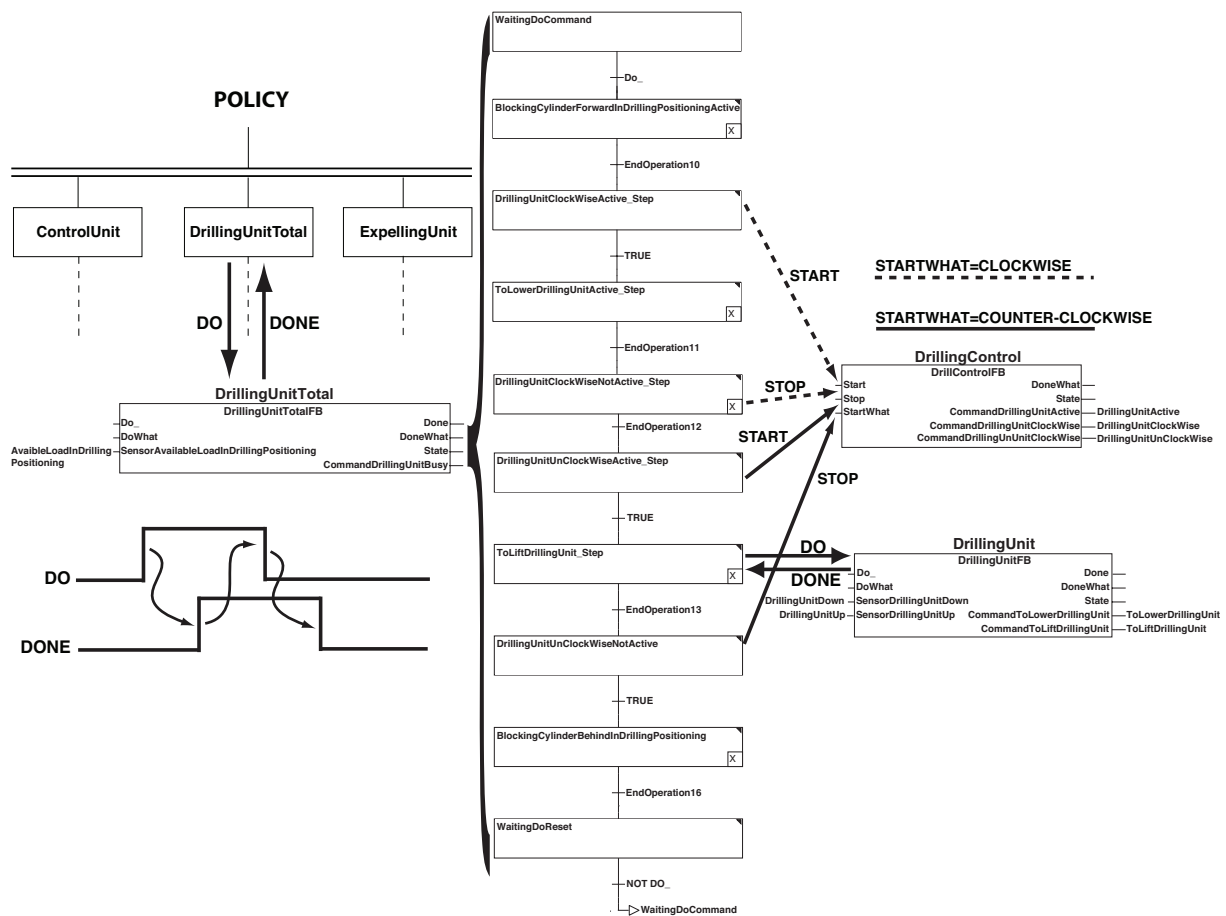 POLICY
ControlUnit
DrillingUnitTotal
ExpellingUnit
DO
DONE
DrillingUnitTotal
DrillingUnitTotalFB
Do_
DoWhat
AvaibleLoadInDrilling
Positioning
SensorAvailableLoadInDrillingPositioning
Done
DoneWhat
State
CommandDrillingUnitBusy
DO
DONE
WaitingDoCommand
Do_
BlockingCylinderForwardInDrillingPositioningActive
X
EndOperation10
DrillingUnitClockWiseActive_Step
TRUE
ToLowerDrillingUnitActive_Step
X
EndOperation11
DrillingUnitClockWiseNotActive_Step
X
EndOperation12
DrillingUnitUnClockWiseActive_Step
TRUE
ToLiftDrillingUnit_Step
X
EndOperation13
DrillingUnitUnClockWiseNotActive
TRUE
BlockingCylinderBehindInDrillingPositioning
X
EndOperation16
WaitingDoReset
NOT DO_
WaitingDoCommand
START
STOP
START
STOP
DO
DONE
STARTWHAT=CLOCKWISE
STARTWHAT=COUNTER-CLOCKWISE
DrillingControl
DrillControlFB
Start
Stop
StartWhat
DoneWhat
State
CommandDrillingUnitActive
DrillingUnitActive
CommandDrillingUnitClockWise
DrillingUnitClockWise
CommandDrillingUnUnitClockWise
DrillingUnitUnClockWise
DrillingUnit
DrillingUnitFB
Do_
DoWhat
DrillingUnitDown
SensorDrillingUnitDown
DrillingUnitUp
SensorDrillingUnitUp
Done
DoneWhat
State
CommandToLowerDrillingUnit
ToLowerDrillingUnit
CommandToLiftDrillingUnit
ToLiftDrillingUnit